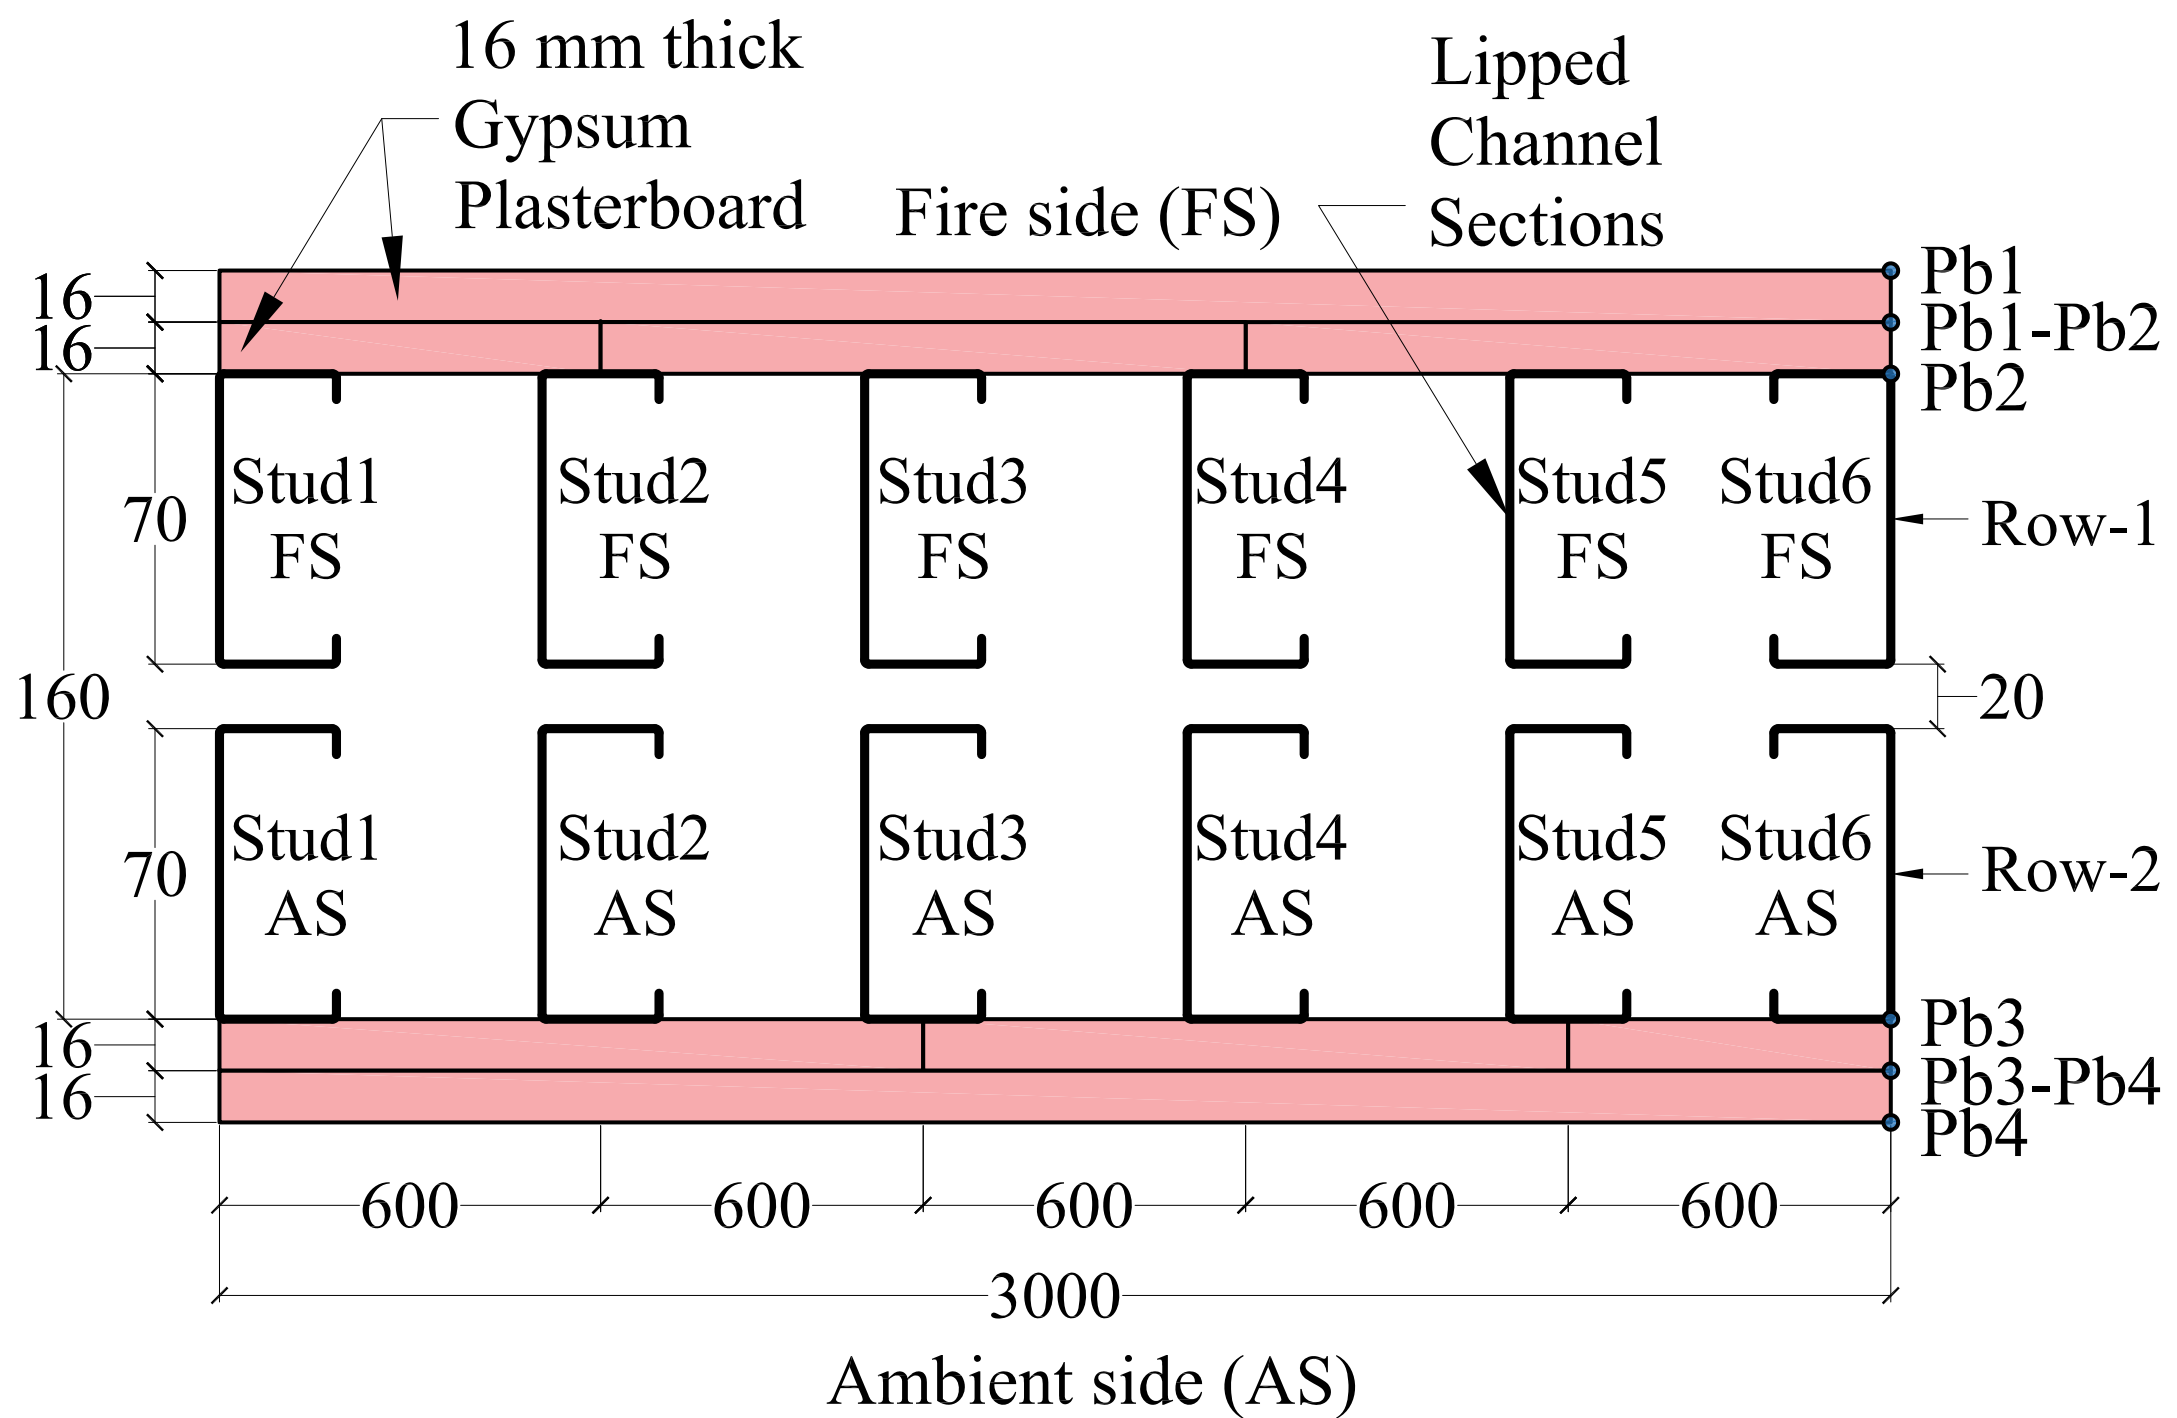 16 mm thick
Gypsum
Plasterboard
Lipped
Channel
Sections
Fire side (FS)
16
16
Pb1
Pb1-Pb2
Pb2
160
70
Stud1
FS
Stud2
FS
Stud3
FS
Stud4
FS
Stud5
FS
Stud6
FS
Row-1
20
70
Stud1
AS
Stud2
AS
Stud3
AS
Stud4
AS
Stud5
AS
Stud6
AS
Row-2
16
16
Pb3
Pb3-Pb4
Pb4
600
600
600
600
600
3000
Ambient side (AS)